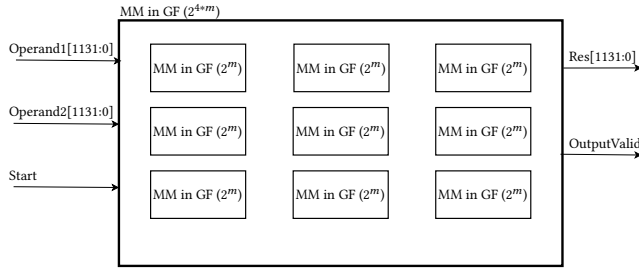 MM in GF (2^{4*m})
Operand1[1131:0]
Res[1131:0]
MM in GF (2^m) MM in GF (2^m) MM in GF (2^m)
Operand2[1131:0]
MM in GF (2^m) MM in GF (2^m) MM in GF (2^m)
OutputValid
Start
MM in GF (2^m) MM in GF (2^m) MM in GF (2^m)